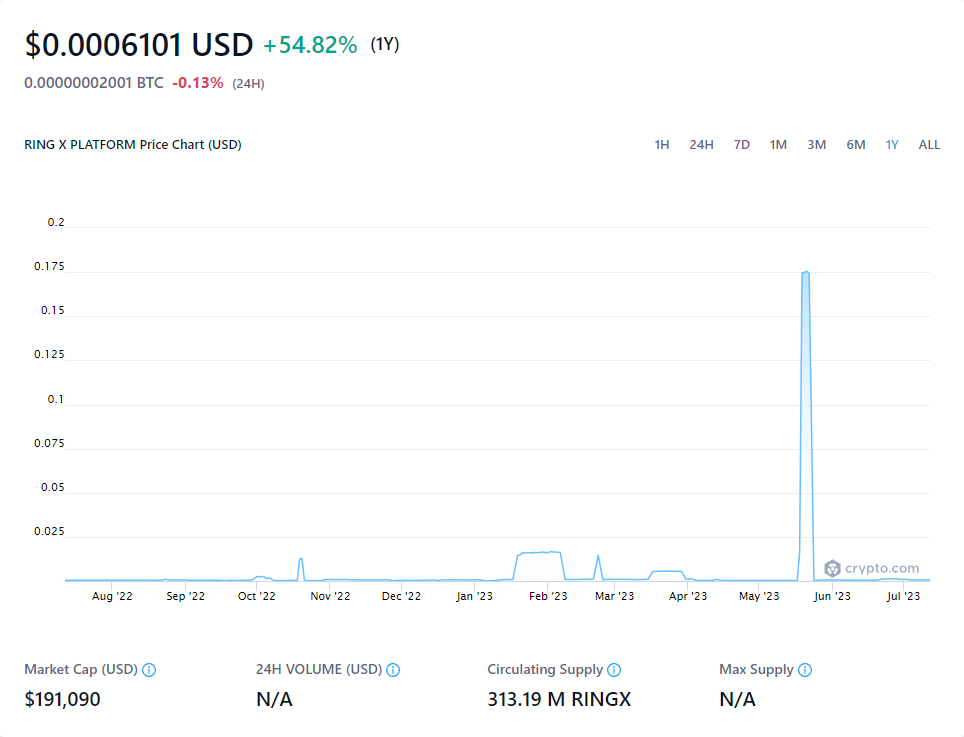 $0.0006101 USD +54.82% (1Y)
0.00000002001 BTC -0.13% (24H)
RING X PLATFORM Price Chart (USD) 1H 24H 7D 1M 3M 6M 1Y ALL
0.2
0.175
0.15
0.125
0.1
0.075
0.05
0.025
crypto.com
Aug '22 Sep '22 Oct '22 Nov '22 Dec '22 Jan '23 Feb '23 Mar '23 Apr '23 May '23 Jun '23 Jul '23
Market Cap (USD) 24H VOLUME (USD) Circulating Supply Max Supply
$191,090 N/A 313.19 M RINGX N/A